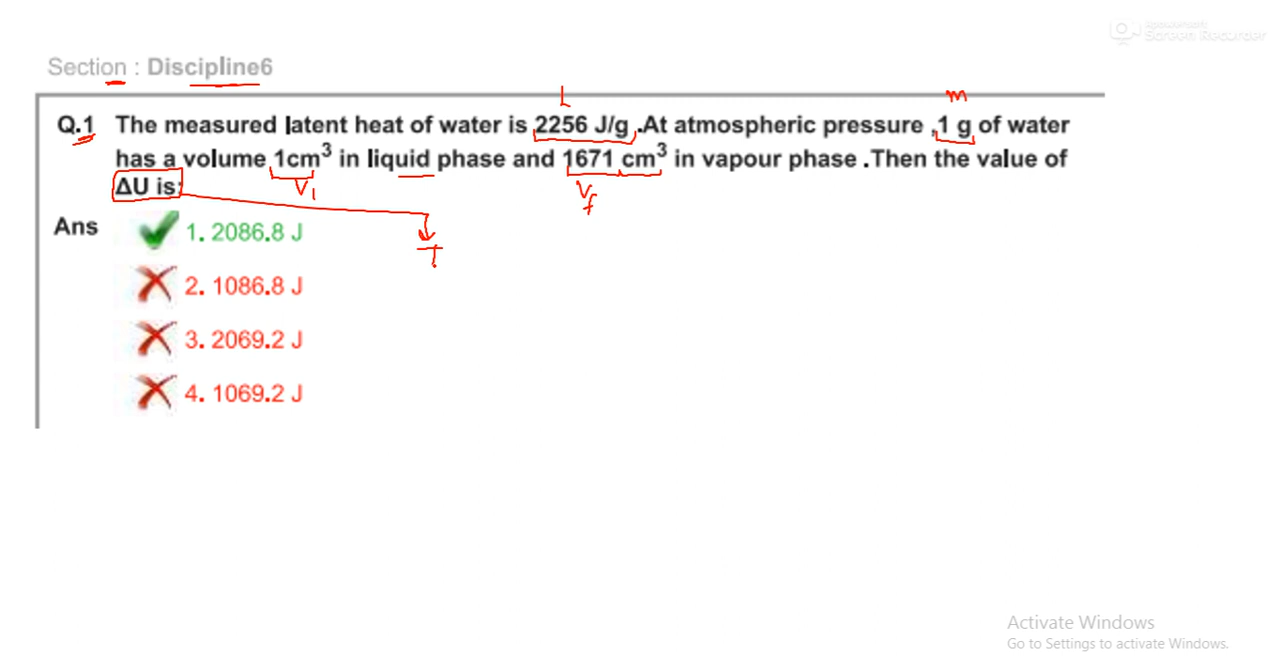 Screen Recorder
Section : Discipline6
L
m
Q.1 The measured latent heat of water is 2256 J/g .At atmospheric pressure ,1 g of water
has a volume 1cm³ in liquid phase and 1671 cm³ in vapour phase .Then the value of
ΔU is:
V₁
Vf
Ans
1. 2086.8 J
2. 1086.8 J
3. 2069.2 J
4. 1069.2 J
Activate Windows
Go to Settings to activate Windows.